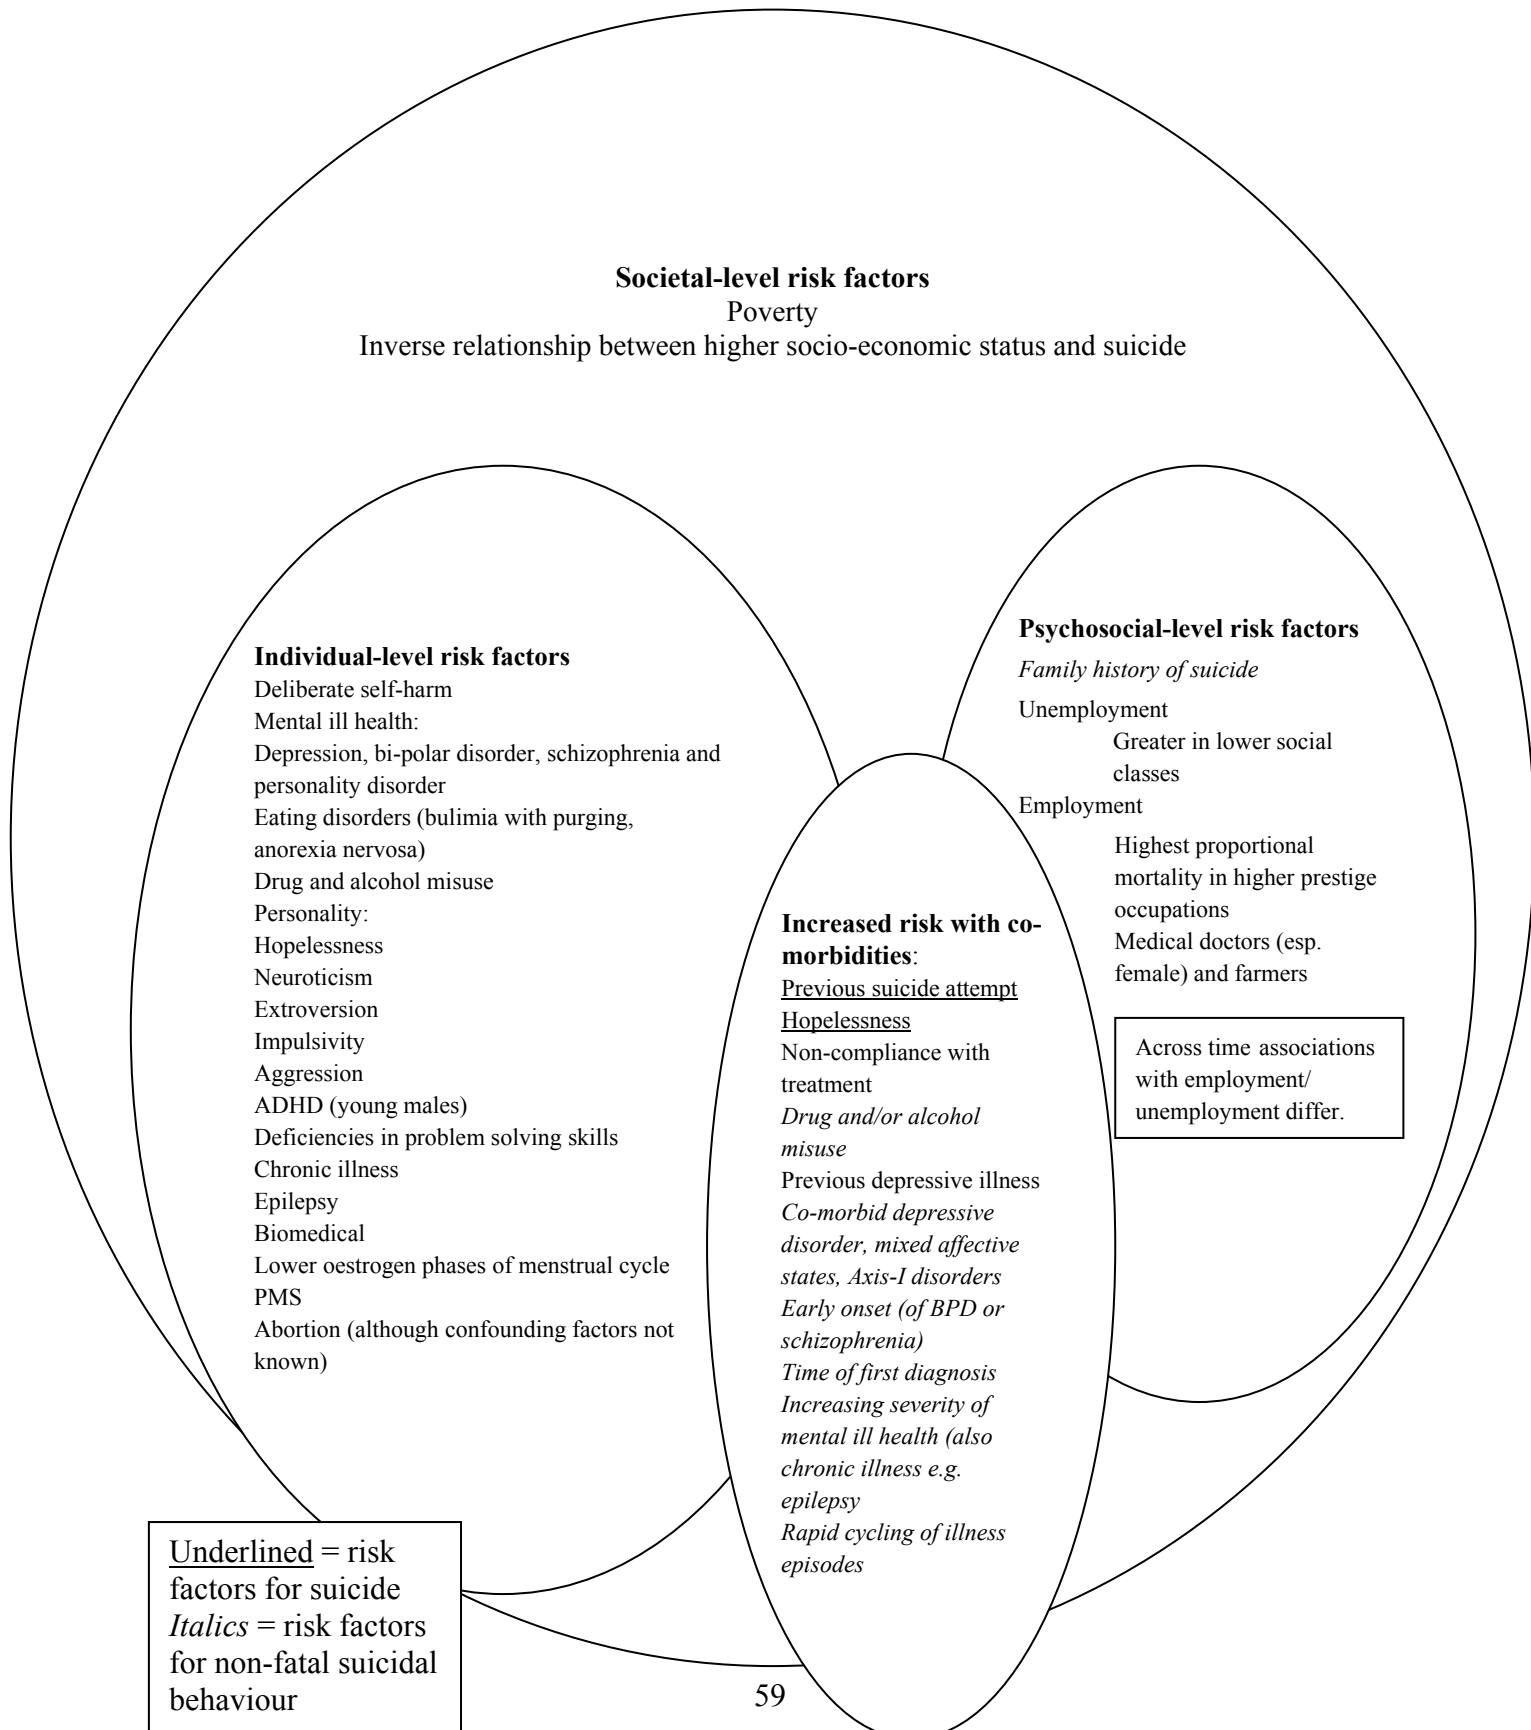 Societal-level risk factors
Poverty
Inverse relationship between higher socio-economic status and suicide
Individual-level risk factors
Deliberate self-harm
Mental ill health:
Depression, bi-polar disorder, schizophrenia and
personality disorder
Eating disorders (bulimia with purging,
anorexia nervosa)
Drug and alcohol misuse
Personality:
Hopelessness
Neuroticism
Extroversion
Impulsivity
Aggression
ADHD (young males)
Deficiencies in problem solving skills
Chronic illness
Epilepsy
Biomedical
Lower oestrogen phases of menstrual cycle
PMS
Abortion (although confounding factors not
known)
Psychosocial-level risk factors
Family history of suicide
Unemployment
Greater in lower social
classes
Employment
Highest proportional
mortality in higher prestige
occupations
Medical doctors (esp.
female) and farmers
Across time associations
with employment/
unemployment differ.
Increased risk with co-
morbidities:
Previous suicide attempt
Hopelessness
Non-compliance with
treatment
Drug and/or alcohol
misuse
Previous depressive illness
Co-morbid depressive
disorder, mixed affective
states, Axis-I disorders
Early onset (of BPD or
schizophrenia)
Time of first diagnosis
Increasing severity of
mental ill health (also
chronic illness e.g.
epilepsy
Rapid cycling of illness
episodes
Underlined = risk
factors for suicide
Italics = risk factors
for non-fatal suicidal
behaviour
59